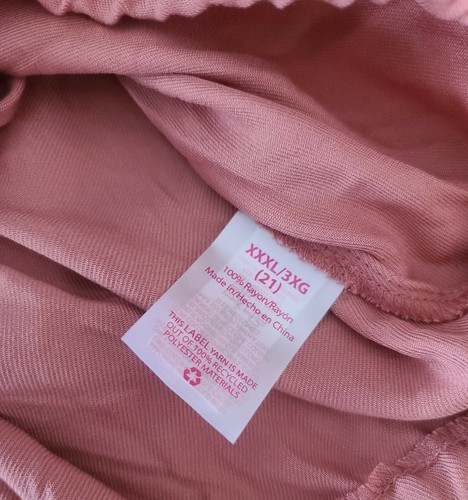 XXXL/3XG
(21)
100% Rayon/Rayón
Made in/Hecho en China
THIS LABEL YARN IS MADE
OUT OF 100% RECYCLED
POLYESTER MATERIALS